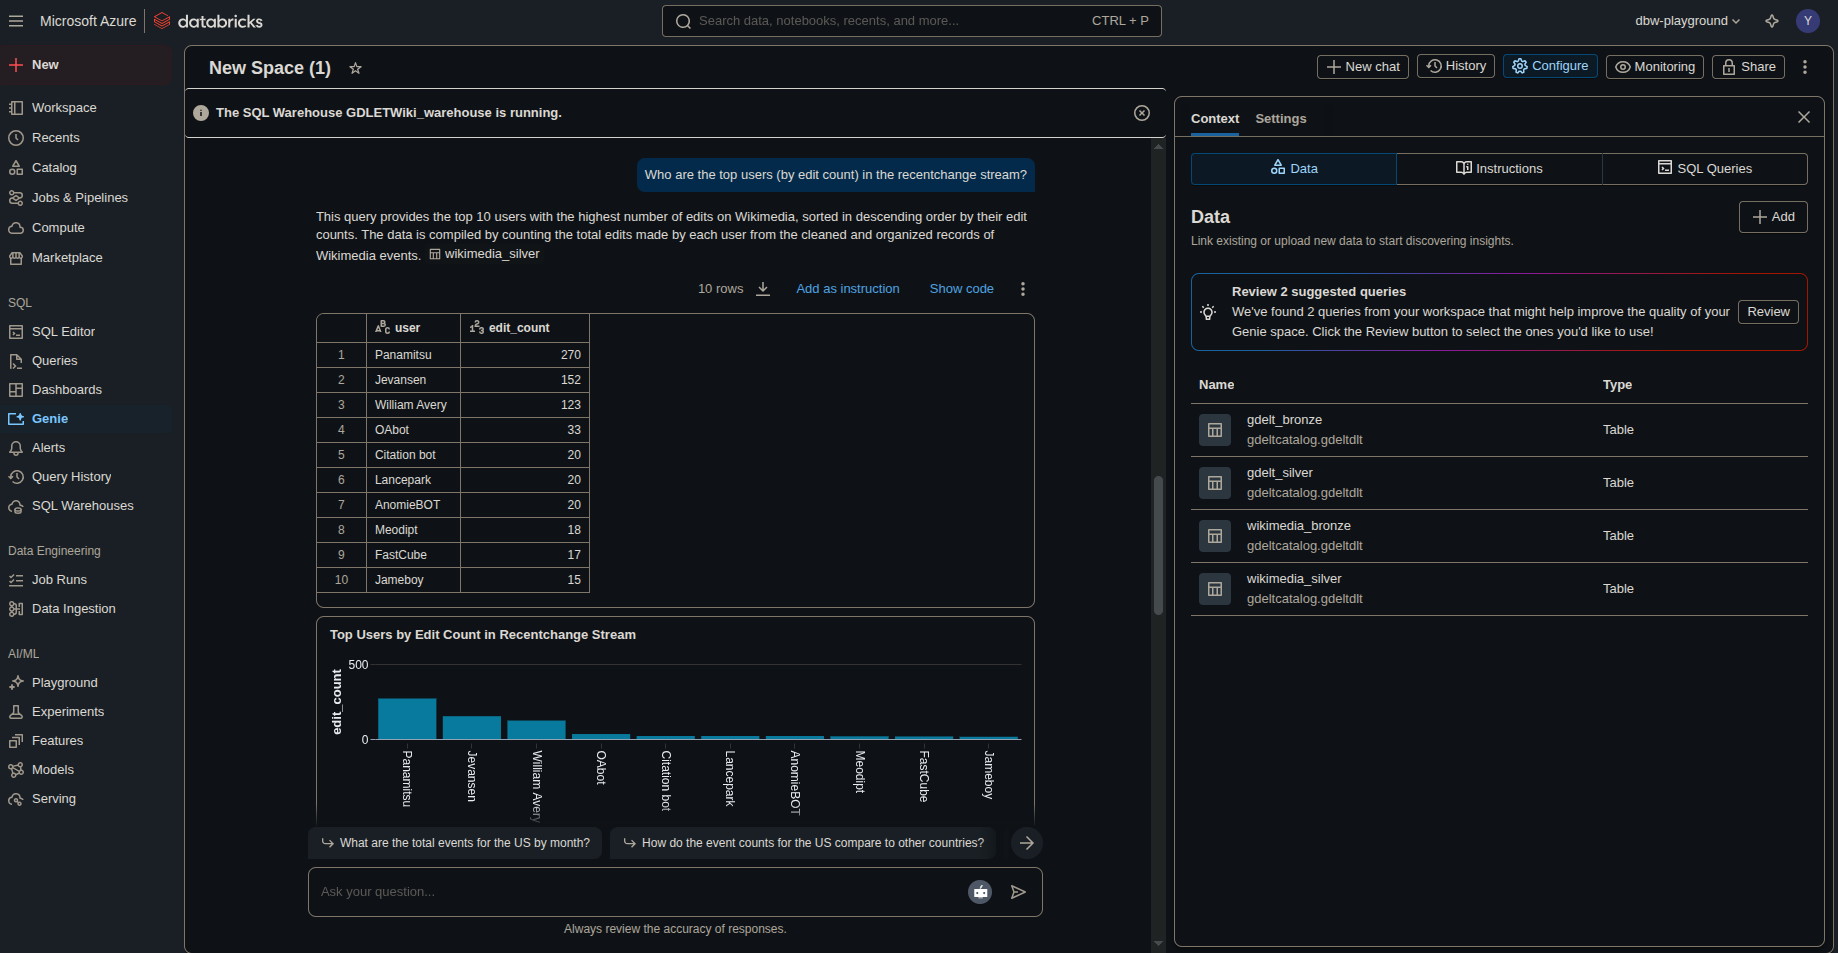 Microsoft Azure databricks
Search data, notebooks, recents, and more... CTRL + P
dbw-playground Y
New
Workspace
Recents
Catalog
Jobs & Pipelines
Compute
Marketplace
SQL
SQL Editor
Queries
Dashboards
Genie
Alerts
Query History
SQL Warehouses
Data Engineering
Job Runs
Data Ingestion
AI/ML
Playground
Experiments
Features
Models
Serving
New Space (1)
New chat History Configure Monitoring Share
The SQL Warehouse GDLETWiki_warehouse is running.
Who are the top users (by edit count) in the recentchange stream?
This query provides the top 10 users with the highest number of edits on Wikimedia, sorted in descending order by their edit
counts. The data is compiled by counting the total edits made by each user from the cleaned and organized records of
Wikimedia events. wikimedia_silver
10 rows Add as instruction Show code
user edit_count
1 Panamitsu 270
2 Jevansen 152
3 William Avery 123
4 OAbot 33
5 Citation bot 20
6 Lancepark 20
7 AnomieBOT 20
8 Meodipt 18
9 FastCube 17
10 Jameboy 15
Top Users by Edit Count in Recentchange Stream
edit_count
500
0
Panamitsu
Jevansen
William Avery
OAbot
Citation bot
Lancepark
AnomieBOT
Meodipt
FastCube
Jameboy
What are the total events for the US by month?
How do the event counts for the US compare to other countries?
Ask your question...
Always review the accuracy of responses.
Context Settings
Data Instructions SQL Queries
Data
Add
Link existing or upload new data to start discovering insights.
Review 2 suggested queries
We've found 2 queries from your workspace that might help improve the quality of your
Genie space. Click the Review button to select the ones you'd like to use!
Review
Name Type
gdelt_bronze
gdeltcatalog.gdeltdlt
Table
gdelt_silver
gdeltcatalog.gdeltdlt
Table
wikimedia_bronze
gdeltcatalog.gdeltdlt
Table
wikimedia_silver
gdeltcatalog.gdeltdlt
Table